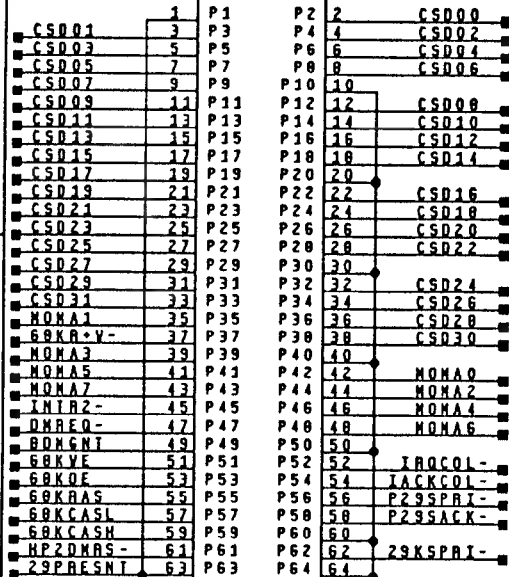 1 P1 P2 2 CSD00
CSD01 3 P3 P4 4 CSD02
CSD03 5 P5 P6 6 CSD04
CSD05 7 P7 P8 8 CSD06
CSD07 9 P9 P10 10
CSD09 11 P11 P12 12 CSD08
CSD11 13 P13 P14 14 CSD10
CSD13 15 P15 P16 16 CSD12
CSD15 17 P17 P18 18 CSD14
CSD17 19 P19 P20 20
CSD19 21 P21 P22 22 CSD16
CSD21 23 P23 P24 24 CSD18
CSD23 25 P25 P26 26 CSD20
CSD25 27 P27 P28 28 CSD22
CSD27 29 P29 P30 30
CSD29 31 P31 P32 32 CSD24
CSD31 33 P33 P34 34 CSD26
MOMA1 35 P35 P36 36 CSD28
68KR+V- 37 P37 P38 38 CSD30
MOMA3 39 P39 P40 40
MOMA5 41 P41 P42 42 MOMA0
MOMA7 43 P43 P44 44 MOMA2
INTR2- 45 P45 P46 46 MOMA4
DMREQ- 47 P47 P48 48 MOMA6
BDMGNT 49 P49 P50 50
68KVE 51 P51 P52 52 IRQCOL-
68KOE 53 P53 P54 54 IACKCOL-
68KRAS 55 P55 P56 56 P29SPRI-
68KCASL 57 P57 P58 58 P29SACK-
68KCASH 59 P59 P60 60
MP2DMRS- 61 P61 P62 62 29KSPRI-
29PRESNT 63 P63 P64 64